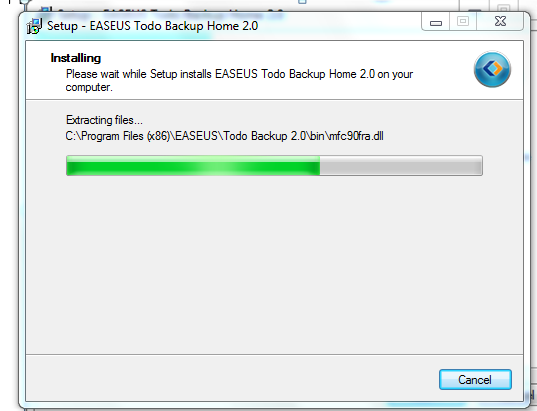 Setup - EASEUS Todo Backup Home 2.0
Installing
Please wait while Setup installs EASEUS Todo Backup Home 2.0 on your
computer.
Extracting files...
C:\Program Files (x86)\EASEUS\Todo Backup 2.0\bin\mfc90fra.dll
Cancel